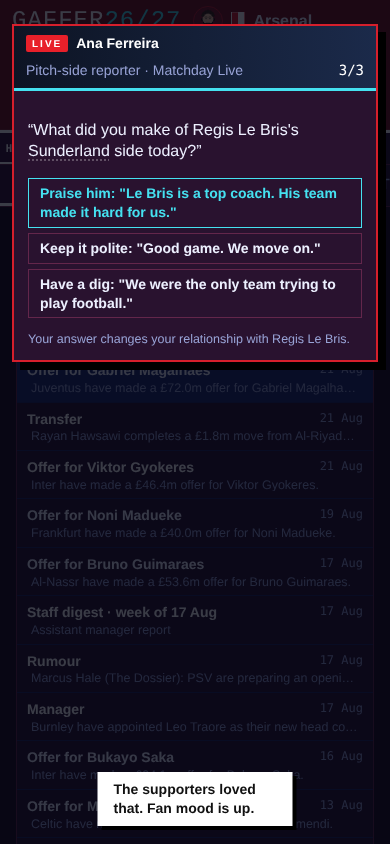 GAFFER26/27 Arsenal
LIVE Ana Ferreira
Pitch-side reporter · Matchday Live 3/3
“What did you make of Regis Le Bris's
Sunderland side today?”
Praise him: "Le Bris is a top coach. His team
made it hard for us."
Keep it polite: "Good game. We move on."
Have a dig: "We were the only team trying to
play football."
Your answer changes your relationship with Regis Le Bris.
Offer for Gabriel Magalhaes 21 Aug
Juventus have made a £72.0m offer for Gabriel Magalha…
Transfer 21 Aug
Rayan Hawsawi completes a £1.8m move from Al-Riyad…
Offer for Viktor Gyokeres 21 Aug
Inter have made a £46.4m offer for Viktor Gyokeres.
Offer for Noni Madueke 19 Aug
Frankfurt have made a £40.0m offer for Noni Madueke.
Offer for Bruno Guimaraes 17 Aug
Al-Nassr have made a £53.6m offer for Bruno Guimaraes.
Staff digest · week of 17 Aug 17 Aug
Assistant manager report
Rumour 17 Aug
Marcus Hale (The Dossier): PSV are preparing an openi…
Manager 17 Aug
Burnley have appointed Leo Traore as their new head co…
Offer for Bukayo Saka 16 Aug
Inter have
The supporters loved
that. Fan mood is up.
Offer for 13 Aug
Celtic have